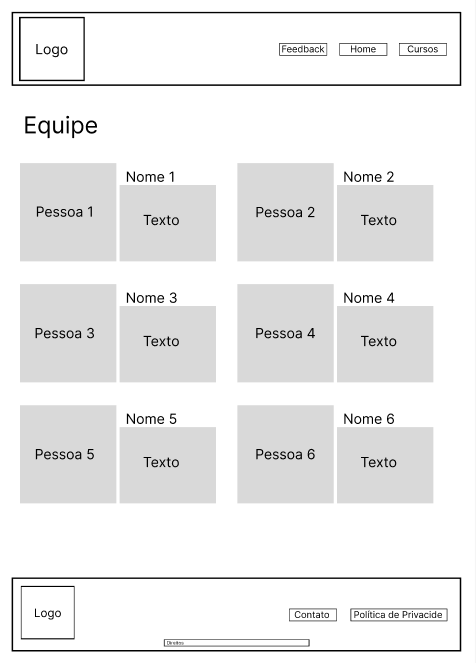 Logo
Feedback
Home
Cursos
Equipe
Pessoa 1
Nome 1
Texto
Pessoa 2
Nome 2
Texto
Pessoa 3
Nome 3
Texto
Pessoa 4
Nome 4
Texto
Pessoa 5
Nome 5
Texto
Pessoa 6
Nome 6
Texto
Logo
Contato
Política de Privacide
Direitos